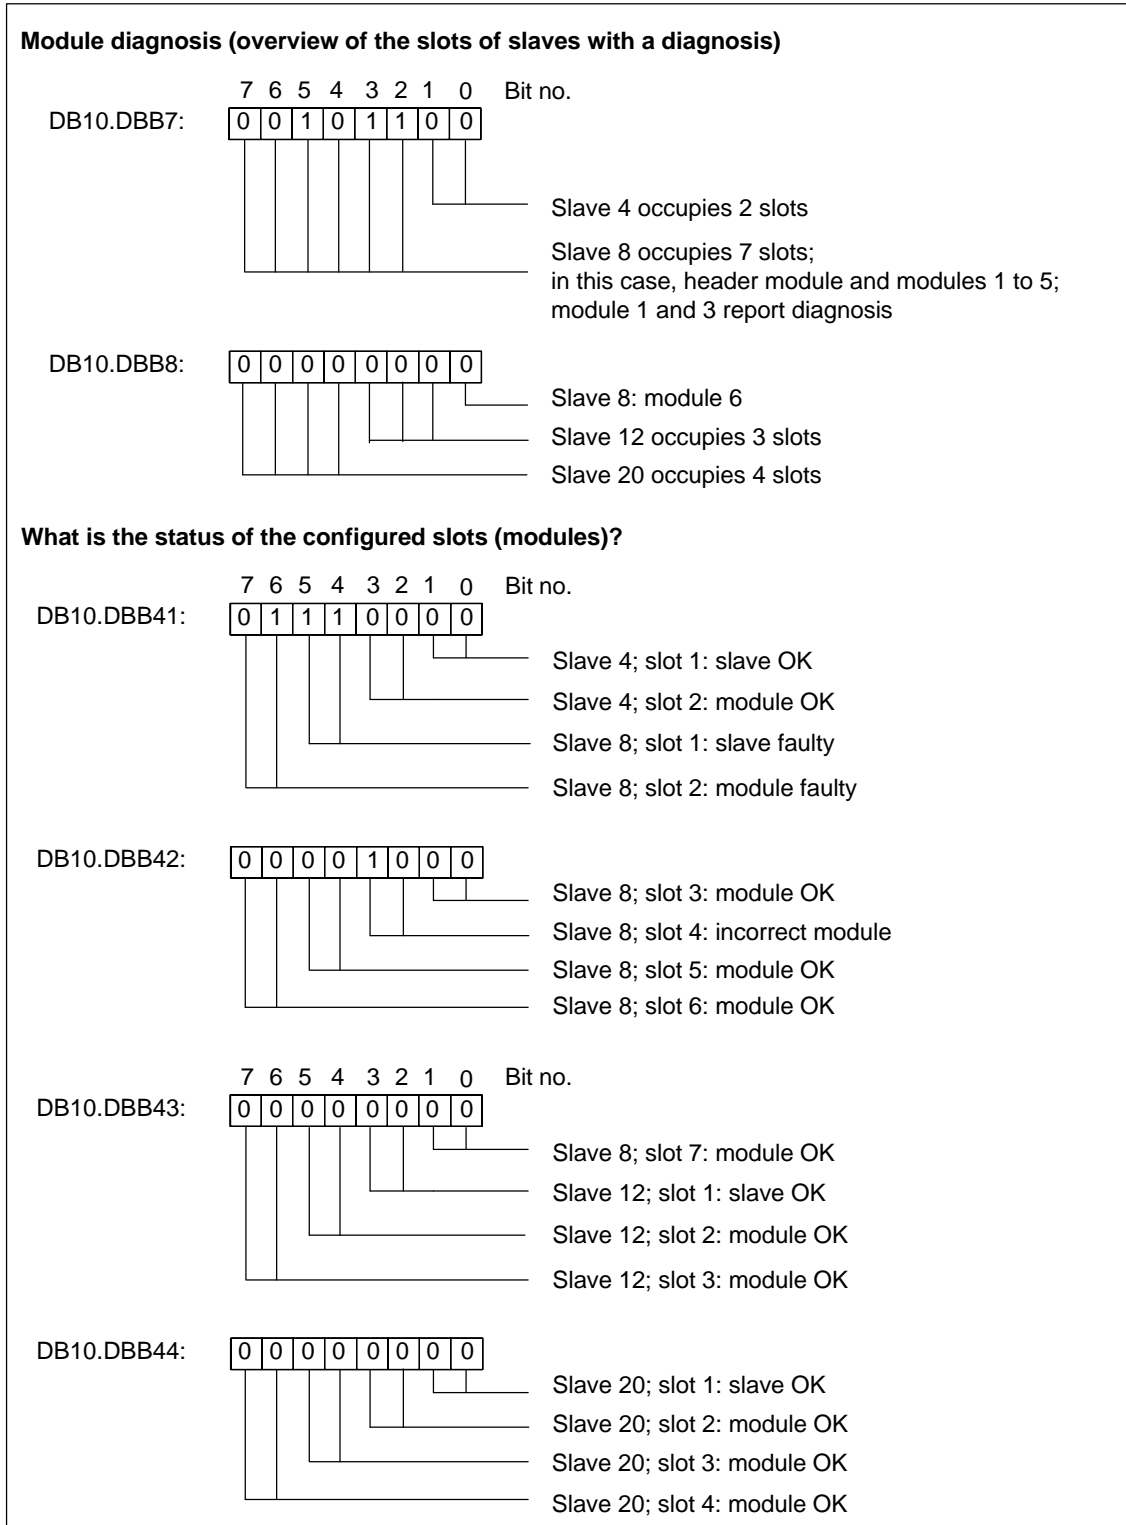 Module diagnosis (overview of the slots of slaves with a diagnosis)
7 6 5 4 3 2 1 0 Bit no.
DB10.DBB7: 0 0 1 0 1 1 0 0
Slave 4 occupies 2 slots
Slave 8 occupies 7 slots;
in this case, header module and modules 1 to 5;
module 1 and 3 report diagnosis
DB10.DBB8: 0 0 0 0 0 0 0 0
Slave 8: module 6
Slave 12 occupies 3 slots
Slave 20 occupies 4 slots
What is the status of the configured slots (modules)?
7 6 5 4 3 2 1 0 Bit no.
DB10.DBB41: 0 1 1 1 0 0 0 0
Slave 4; slot 1: slave OK
Slave 4; slot 2: module OK
Slave 8; slot 1: slave faulty
Slave 8; slot 2: module faulty
DB10.DBB42: 0 0 0 0 1 0 0 0
Slave 8; slot 3: module OK
Slave 8; slot 4: incorrect module
Slave 8; slot 5: module OK
Slave 8; slot 6: module OK
7 6 5 4 3 2 1 0 Bit no.
DB10.DBB43: 0 0 0 0 0 0 0 0
Slave 8; slot 7: module OK
Slave 12; slot 1: slave OK
Slave 12; slot 2: module OK
Slave 12; slot 3: module OK
DB10.DBB44: 0 0 0 0 0 0 0 0
Slave 20; slot 1: slave OK
Slave 20; slot 2: module OK
Slave 20; slot 3: module OK
Slave 20; slot 4: module OK